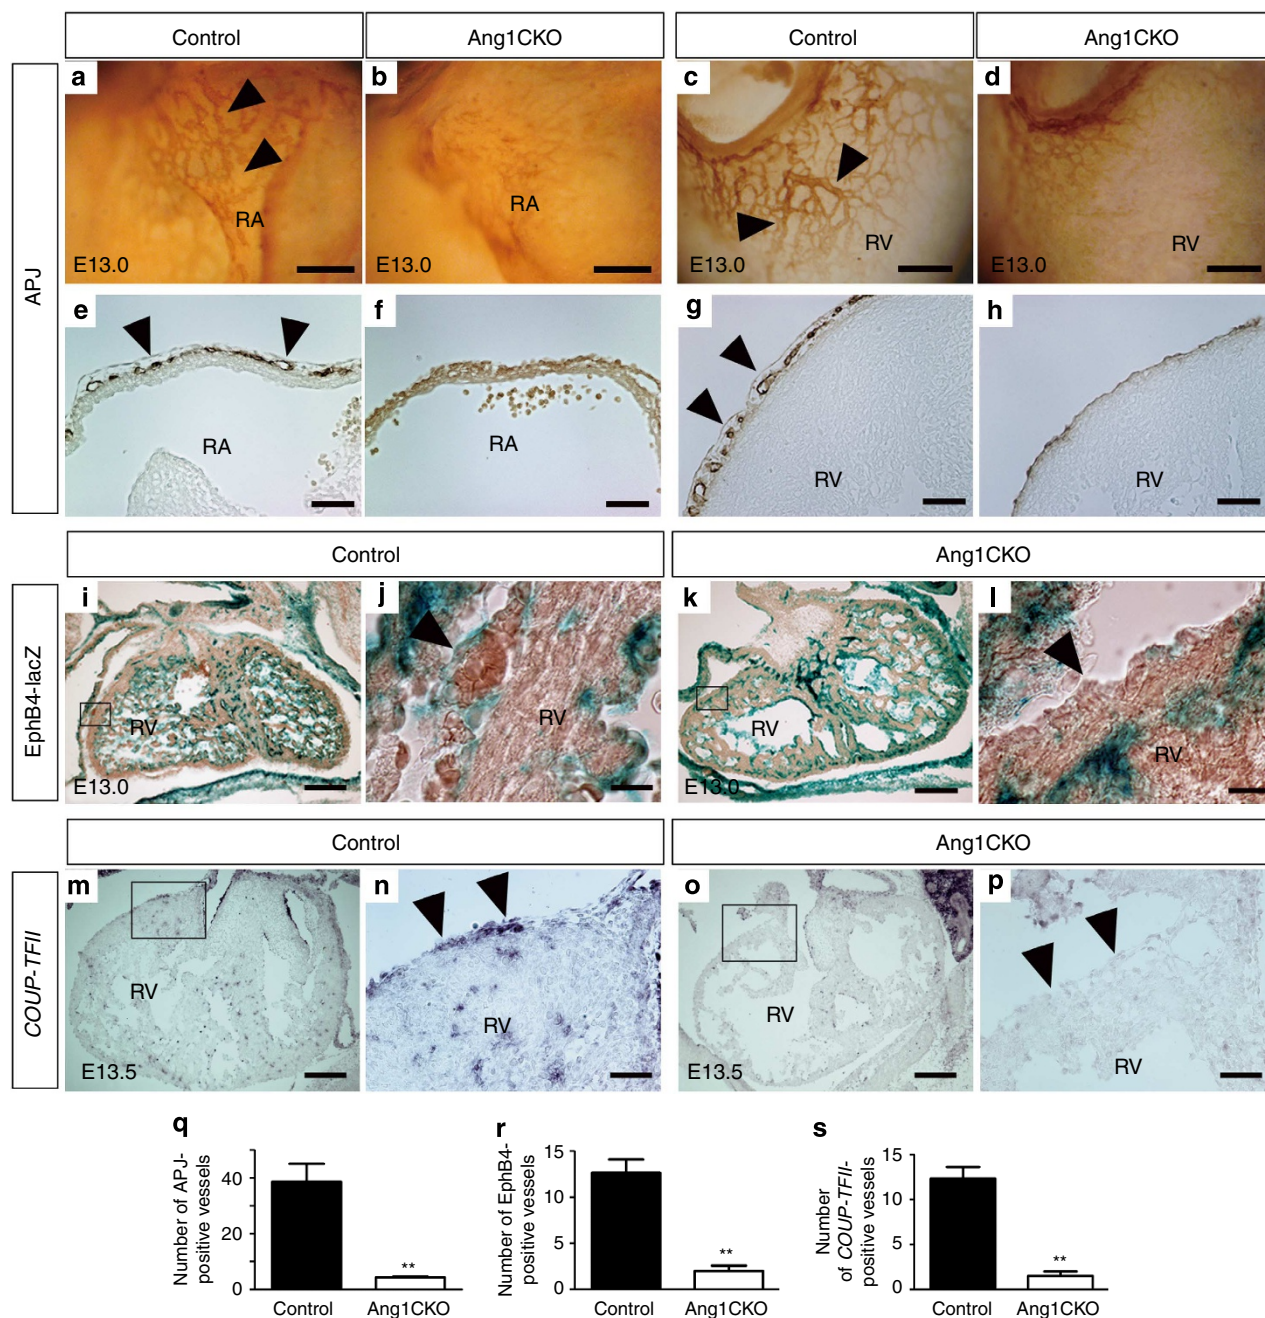 Control Ang1CKO Control Ang1CKO
APJ
a b c d
RA RA RV RV
E13.0 E13.0 E13.0 E13.0
e f g h
RA RA RV RV
Control Ang1CKO
EphB4-lacZ
i j k l
RV RV RV RV
E13.0 E13.0
Control Ang1CKO
COUP-TFII
m n o p
RV RV RV RV
E13.5 E13.5
q
Number of APJ-
positive vessels
40
20
0
**
Control Ang1CKO
r
Number of EphB4-
positive vessels
15
10
5
0
**
Control Ang1CKO
s
Number
of COUP-TFII-
positive vessels
15
10
5
0
**
Control Ang1CKO